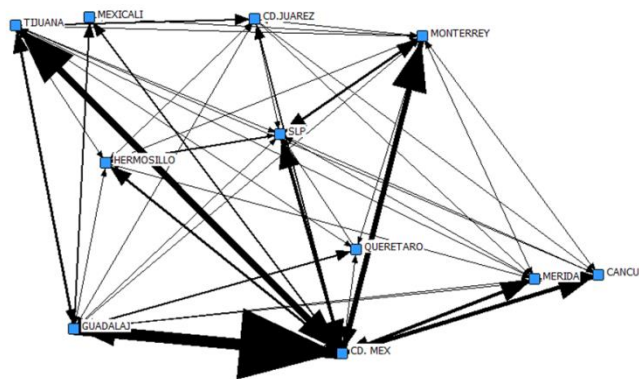 MEXICALI
CD.JUAREZ
TIJUANA
MONTERREY
SLP
HERMOSILLO
QUERETARO
MERIDA
CANCU
GUADALAJ
CD. MEX